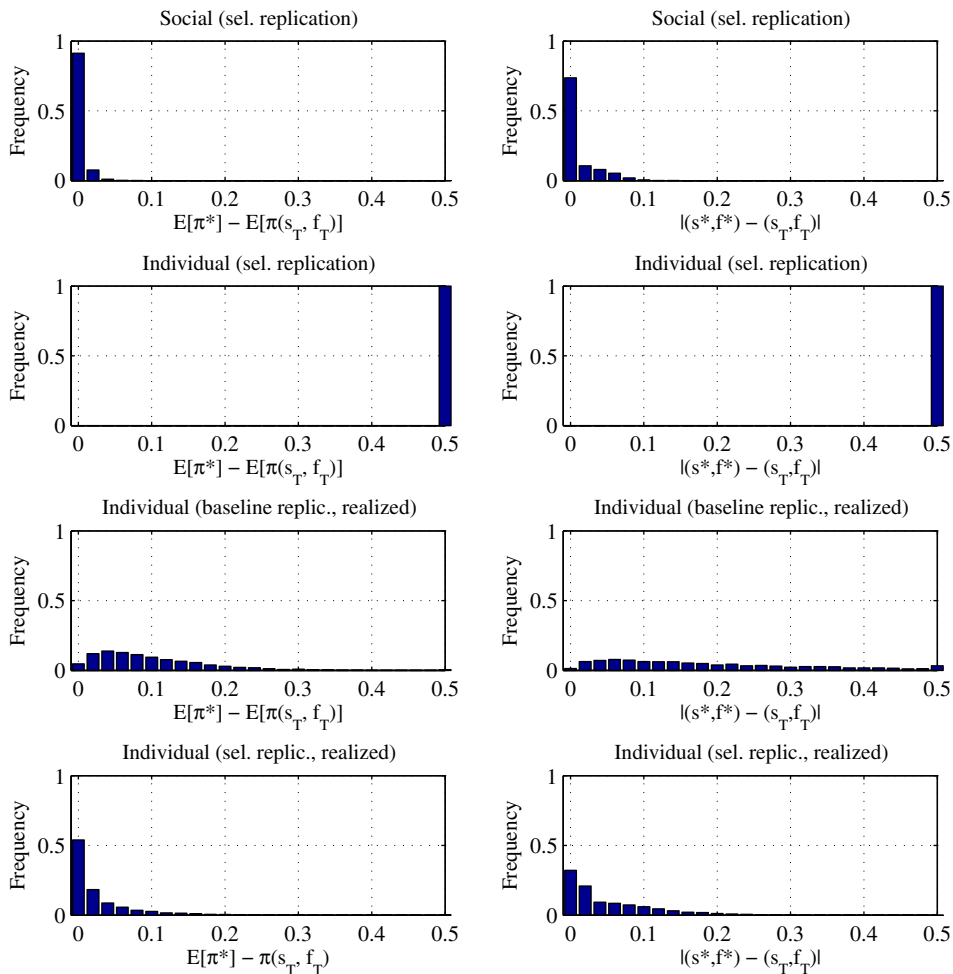 Social (sel. replication)
Frequency
1
0.5
0
0 0.1 0.2 0.3 0.4 0.5
E[π*] − E[π(s_T, f_T)]
Social (sel. replication)
Frequency
1
0.5
0
0 0.1 0.2 0.3 0.4 0.5
|(s*,f*) − (s_T,f_T)|
Individual (sel. replication)
Frequency
1
0.5
0
0 0.1 0.2 0.3 0.4 0.5
E[π*] − E[π(s_T, f_T)]
Individual (sel. replication)
Frequency
1
0.5
0
0 0.1 0.2 0.3 0.4 0.5
|(s*,f*) − (s_T,f_T)|
Individual (baseline replic., realized)
Frequency
1
0.5
0
0 0.1 0.2 0.3 0.4 0.5
E[π*] − E[π(s_T, f_T)]
Individual (baseline replic., realized)
Frequency
1
0.5
0
0 0.1 0.2 0.3 0.4 0.5
|(s*,f*) − (s_T,f_T)|
Individual (sel. replic., realized)
Frequency
1
0.5
0
0 0.1 0.2 0.3 0.4 0.5
E[π*] − π(s_T, f_T)
Individual (sel. replic., realized)
Frequency
1
0.5
0
0 0.1 0.2 0.3 0.4 0.5
|(s*,f*) − (s_T,f_T)|